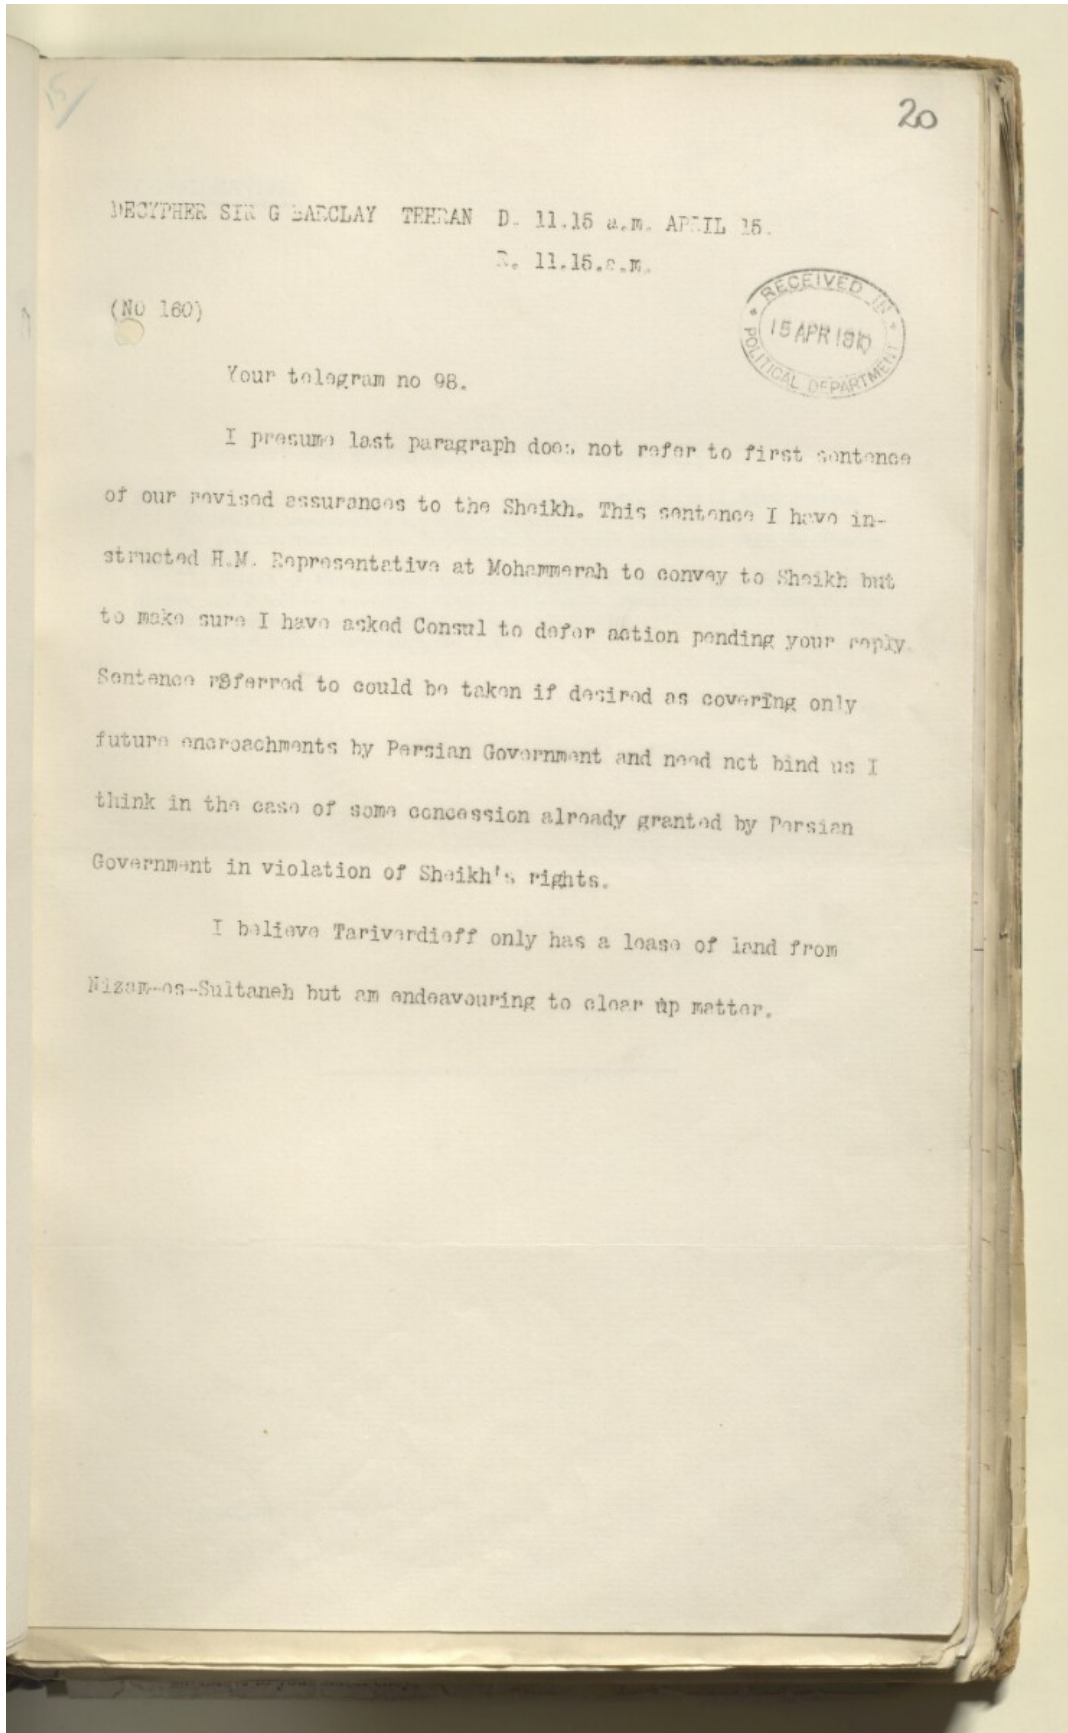 15/
20
DECYPHER SIR G BARCLAY TEHRAN D. 11.15 a.m. APRIL 15.
R. 11.15.a.m.
(No 160)
RECEIVED IN
15 APR 1910
POLITICAL DEPARTMENT
Your telegram no 98.
I presume last paragraph does not refer to first sentence
of our revised assurances to the Sheikh. This sentence I have in-
structed H.M. Representative at Mohammerah to convey to Sheikh but
to make sure I have asked Consul to defer action pending your reply.
Sentence referred to could be taken if desired as covering only
future encroachments by Persian Government and need not bind us I
think in the case of some concession already granted by Persian
Government in violation of Sheikh's rights.
I believe Tariverdieff only has a lease of land from
Nizam-es-Sultaneh but am endeavouring to clear up matter.